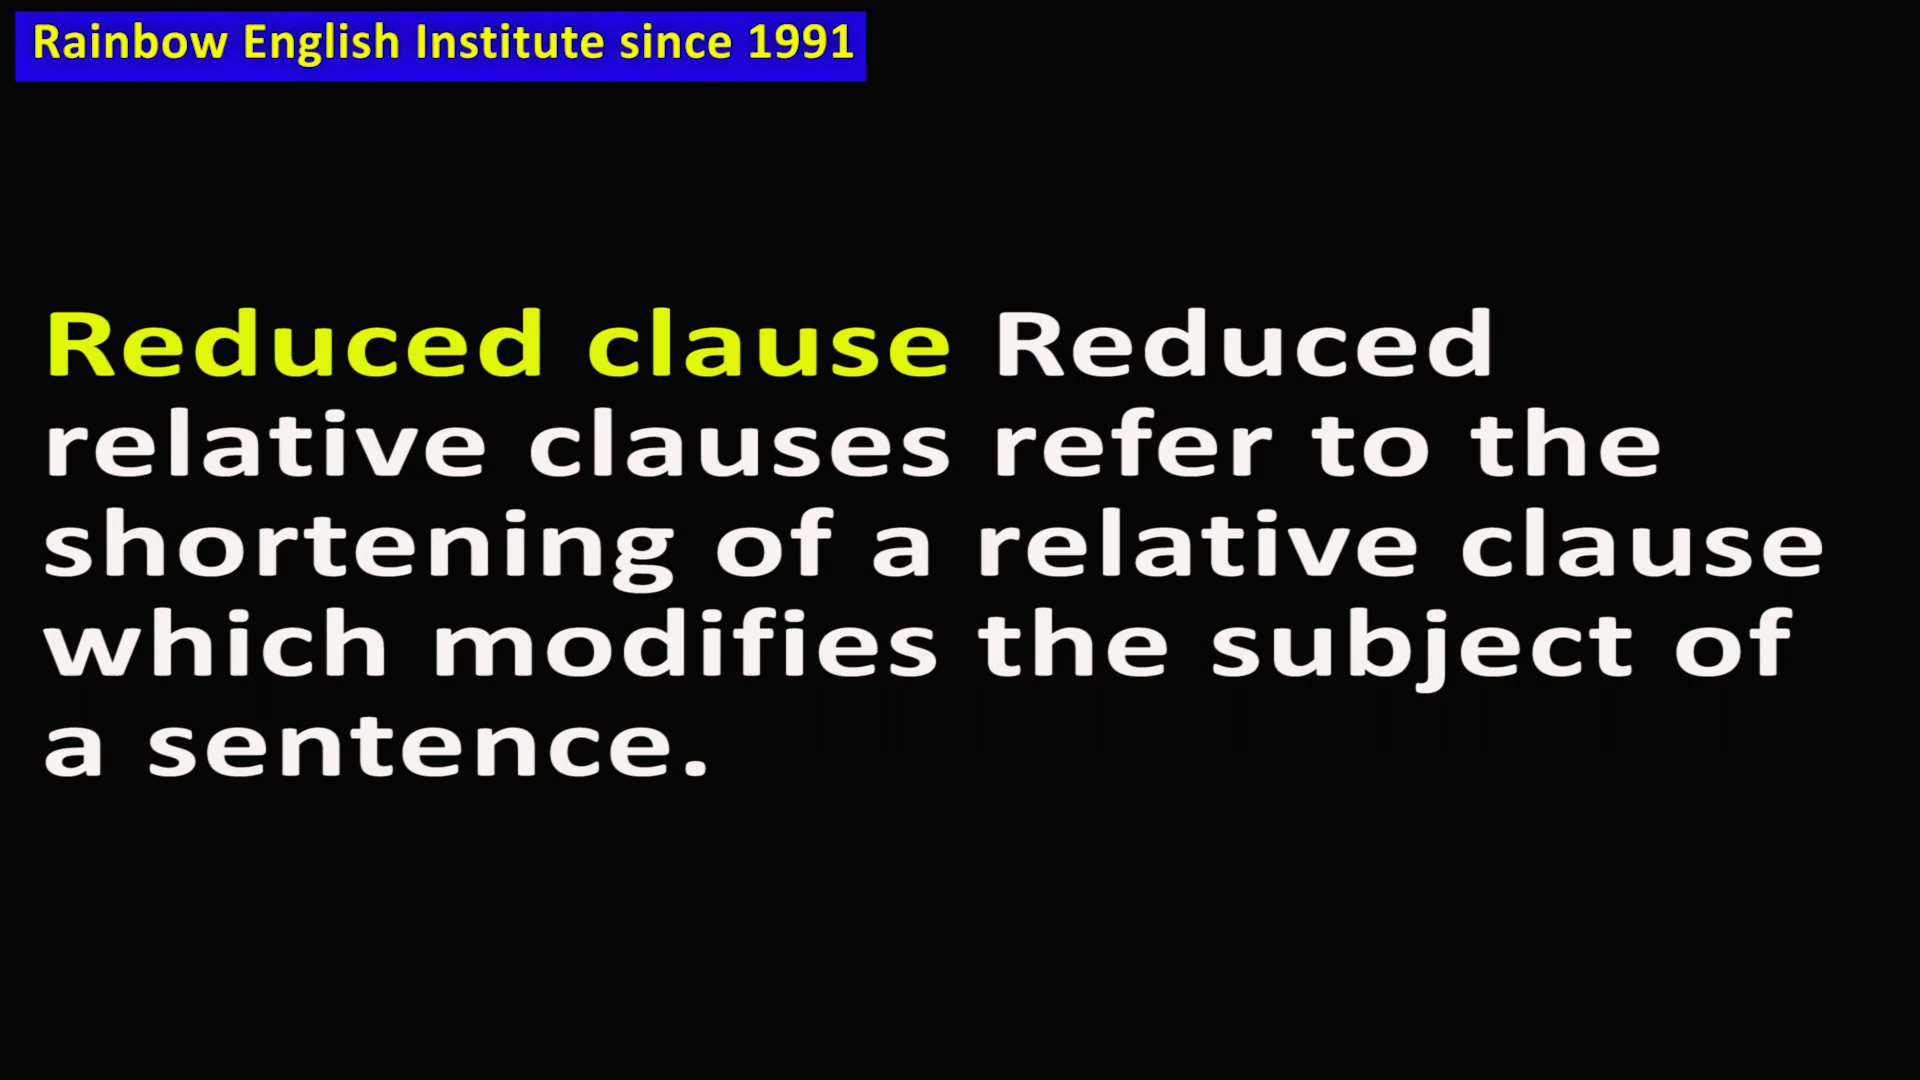 Rainbow English Institute since 1991
Reduced clause Reduced
relative clauses refer to the
shortening of a relative clause
which modifies the subject of
a sentence.